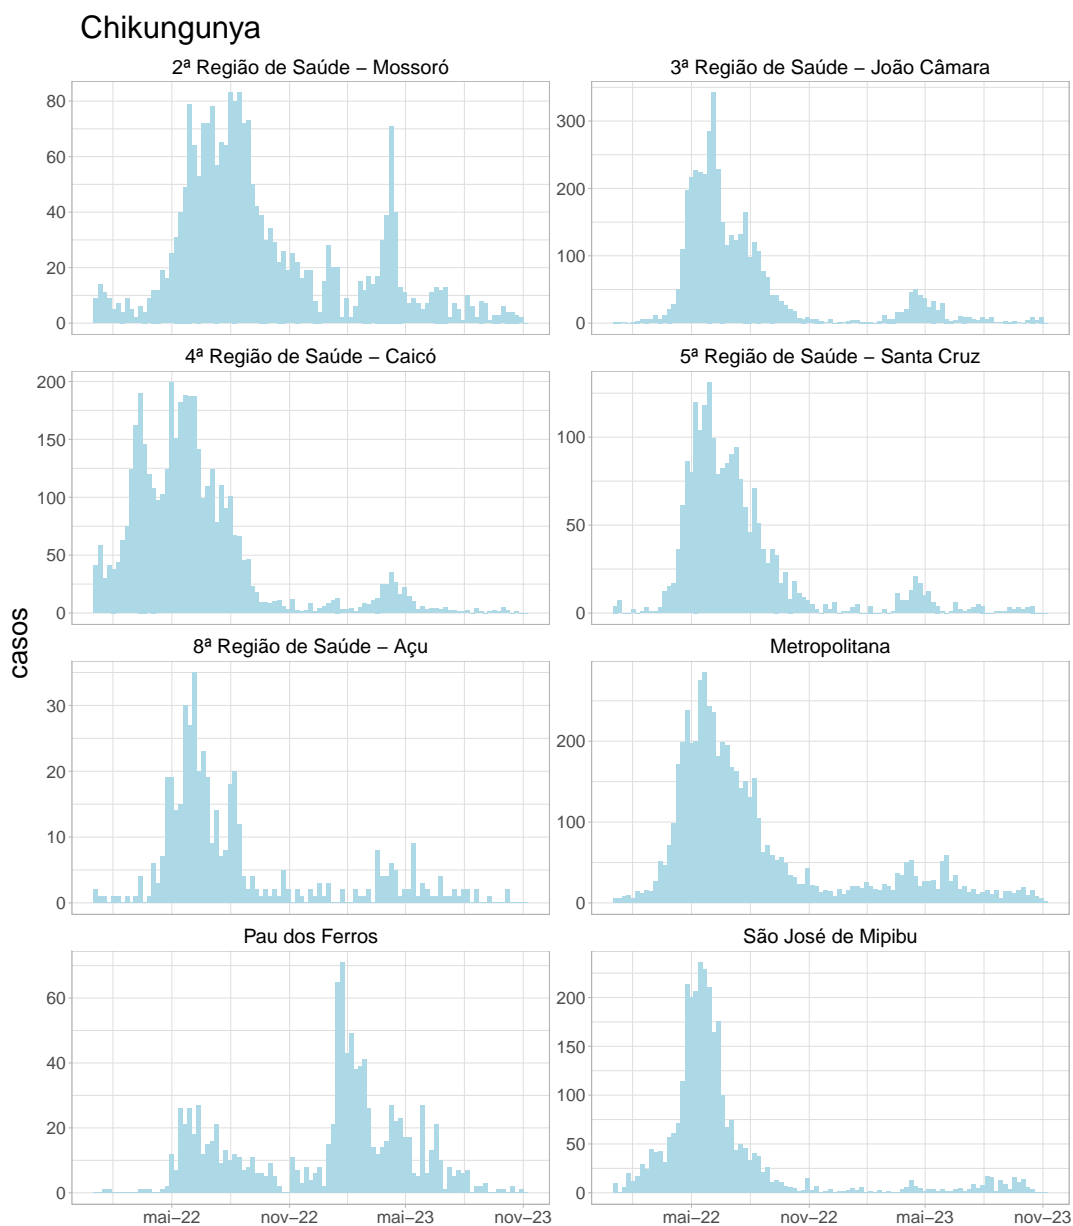 Chikungunya
2ª Região de Saúde – Mossoró
3ª Região de Saúde – João Câmara
80
60
40
20
0
300
200
100
0
4ª Região de Saúde – Caicó
5ª Região de Saúde – Santa Cruz
200
150
100
50
0
100
50
0
casos
8ª Região de Saúde – Açu
Metropolitana
30
20
10
0
200
100
0
Pau dos Ferros
São José de Mipibu
60
40
20
0
200
150
100
50
0
mai–22 nov–22 mai–23 nov–23
mai–22 nov–22 mai–23 nov–23